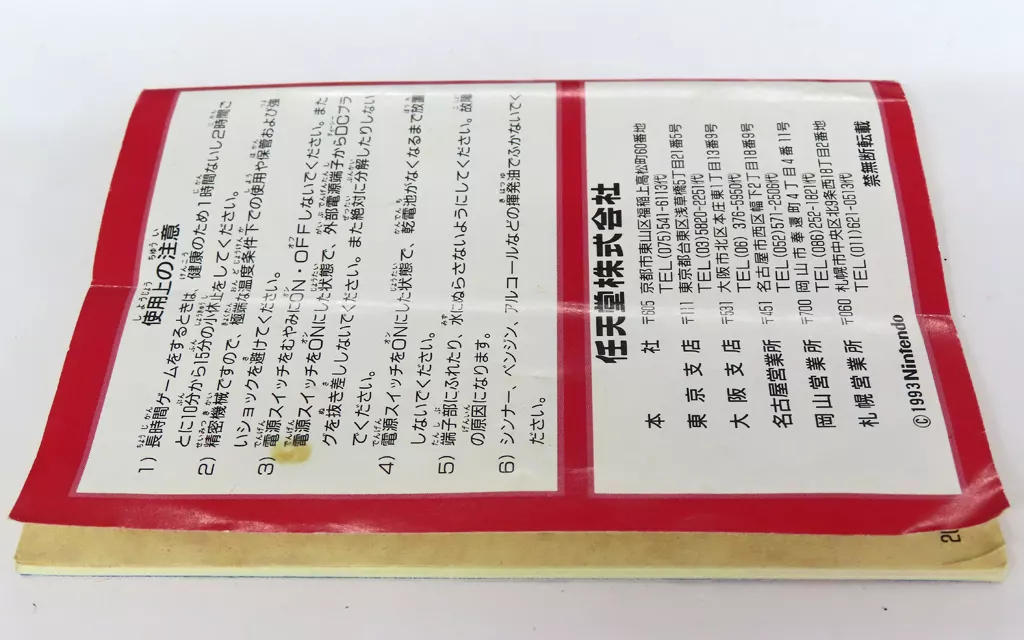 使用上の注意
1) 長時間ゲームをするときは、健康のため1時間ないし2時間ご
とに10分から15分の小休止をしてください。
2) 精密機械ですので、極端な温度条件下での使用や保管および強
いショックを避けてください。
3) 電源スイッチをむやみにON・OFFしないでください。また
電源スイッチをONにした状態で、外部電源端子からDCプラ
グを抜き差ししないでください。また絶対に分解したりしない
でください。
4) 電源スイッチをONにした状態で、乾電池がなくなるまで放置
しないでください。
5) 端子部にふれたり、水にぬらさないようにしてください。故障
の原因になります。
6) シンナー、ベンジン、アルコールなどの揮発油でふかないでく
ださい。
任天堂株式会社
本社 〒605 京都市東山区福稲上高松町60番地
TEL(075)541-6113代
東京支店 〒111 東京都台東区浅草橋5丁目21番5号
TEL(03)5820-2251代
大阪支店 〒531 大阪市北区本庄東1丁目13番9号
TEL(06) 376-5950代
名古屋営業所 〒451 名古屋市西区幅下2丁目18番9号
TEL(052)571-2506代
岡山営業所 〒700 岡山市奉還町4丁目4番11号
TEL(086)252-1821代
札幌営業所 〒060 札幌市中央区北9条西18丁目2番地
TEL(011)621-0513代
禁無断転載
©1993 Nintendo